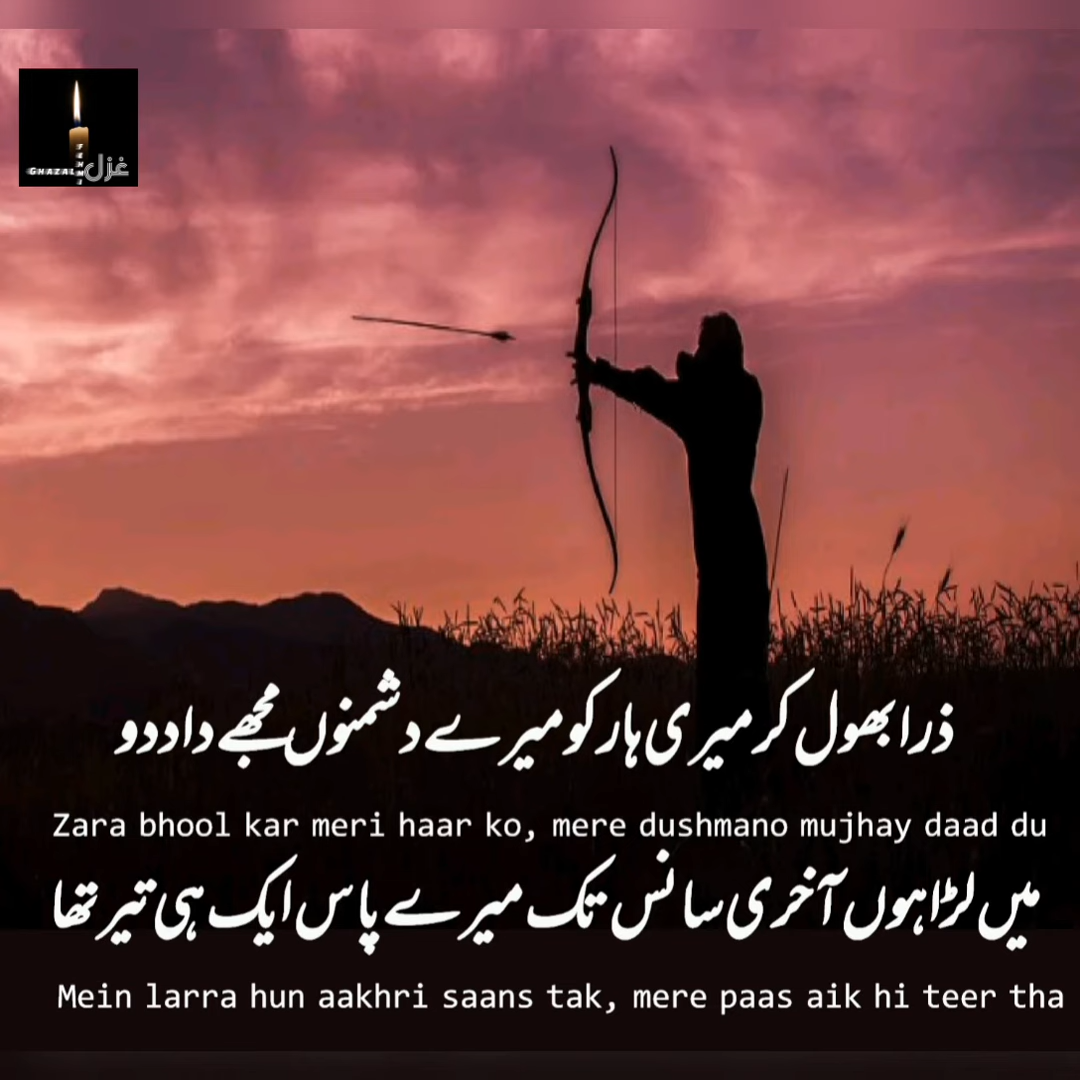 GHAZAL
FEHMI
غزل
ذرا بھول کر میری ہار کو میرے دشمنوں مجھے داد دو
Zara bhool kar meri haar ko, mere dushmano mujhay daad du
میں لڑا ہوں آخری سانس تک میرے پاس ایک ہی تیر تھا
Mein larra hun aakhri saans tak, mere paas aik hi teer tha